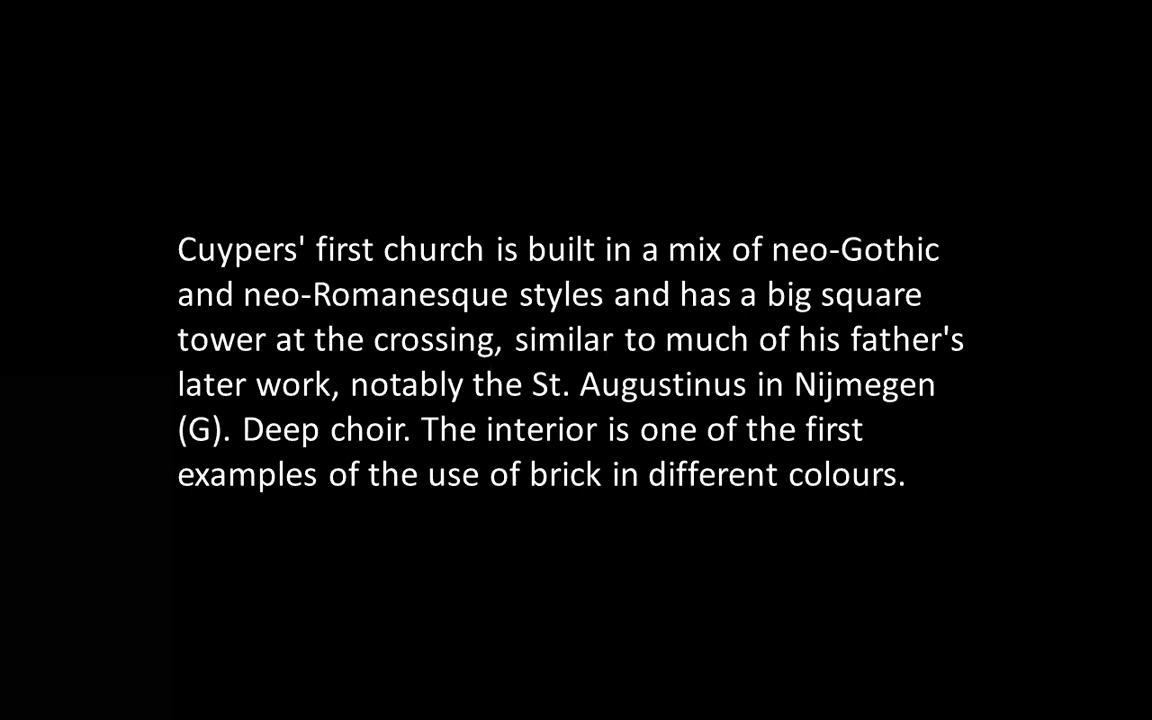 Cuypers' first church is built in a mix of neo-Gothic
and neo-Romanesque styles and has a big square
tower at the crossing, similar to much of his father's
later work, notably the St. Augustinus in Nijmegen
(G). Deep choir. The interior is one of the first
examples of the use of brick in different colours.